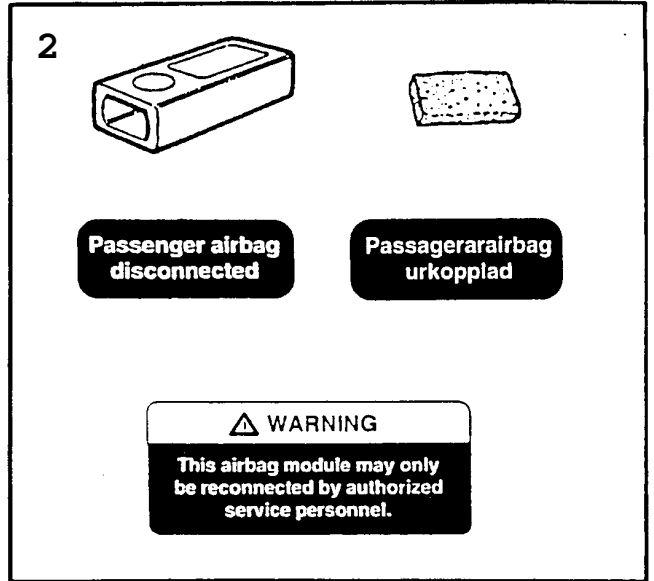 2
Passenger airbag
disconnected
Passagerarairbag
urkopplad
⚠ WARNING
This airbag module may only
be reconnected by authorized
service personnel.